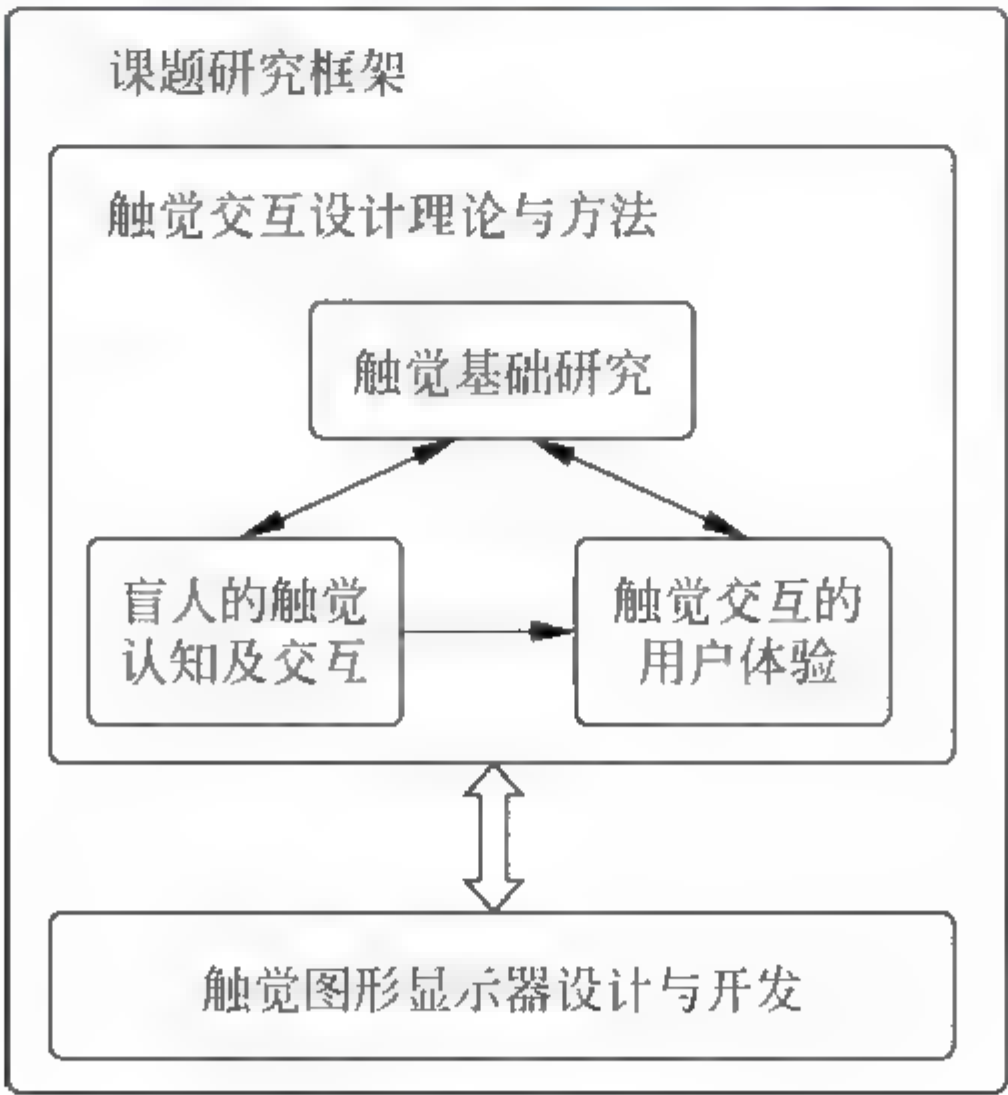 课题研究框架
触觉交互设计理论与方法
触觉基础研究
盲人的触觉
认知及交互
触觉交互的
用户体验
触觉图形显示器设计与开发